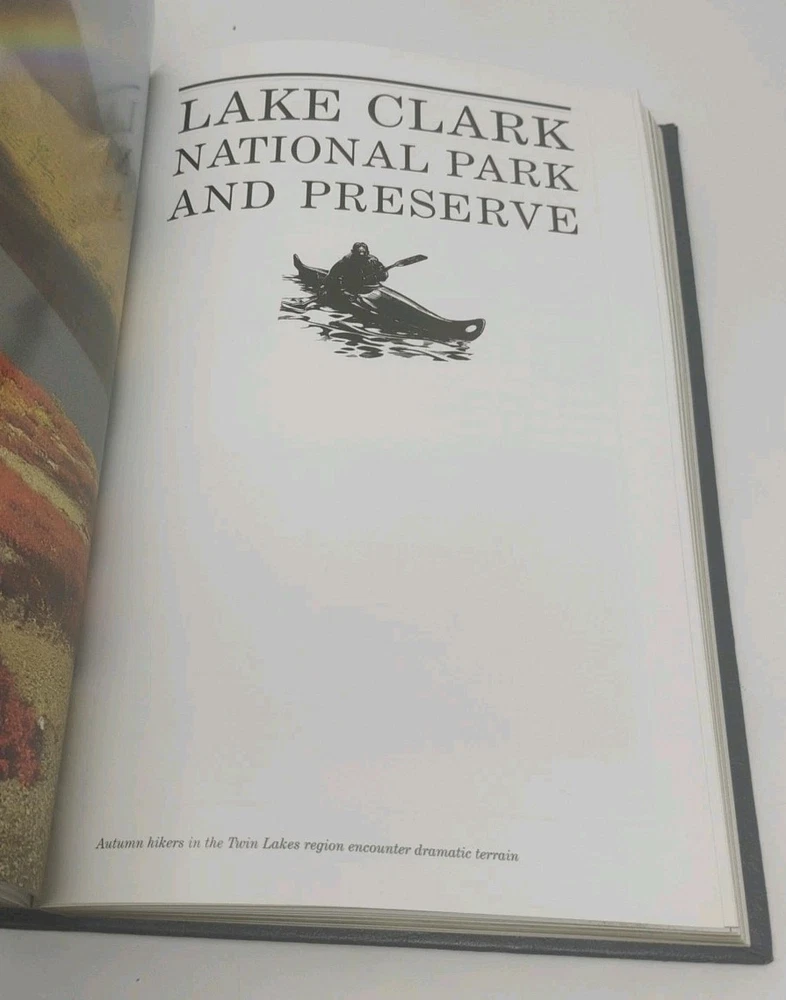 LAKE CLARK
NATIONAL PARK
AND PRESERVE
Autumn hikers in the Twin Lakes region encounter dramatic terrain